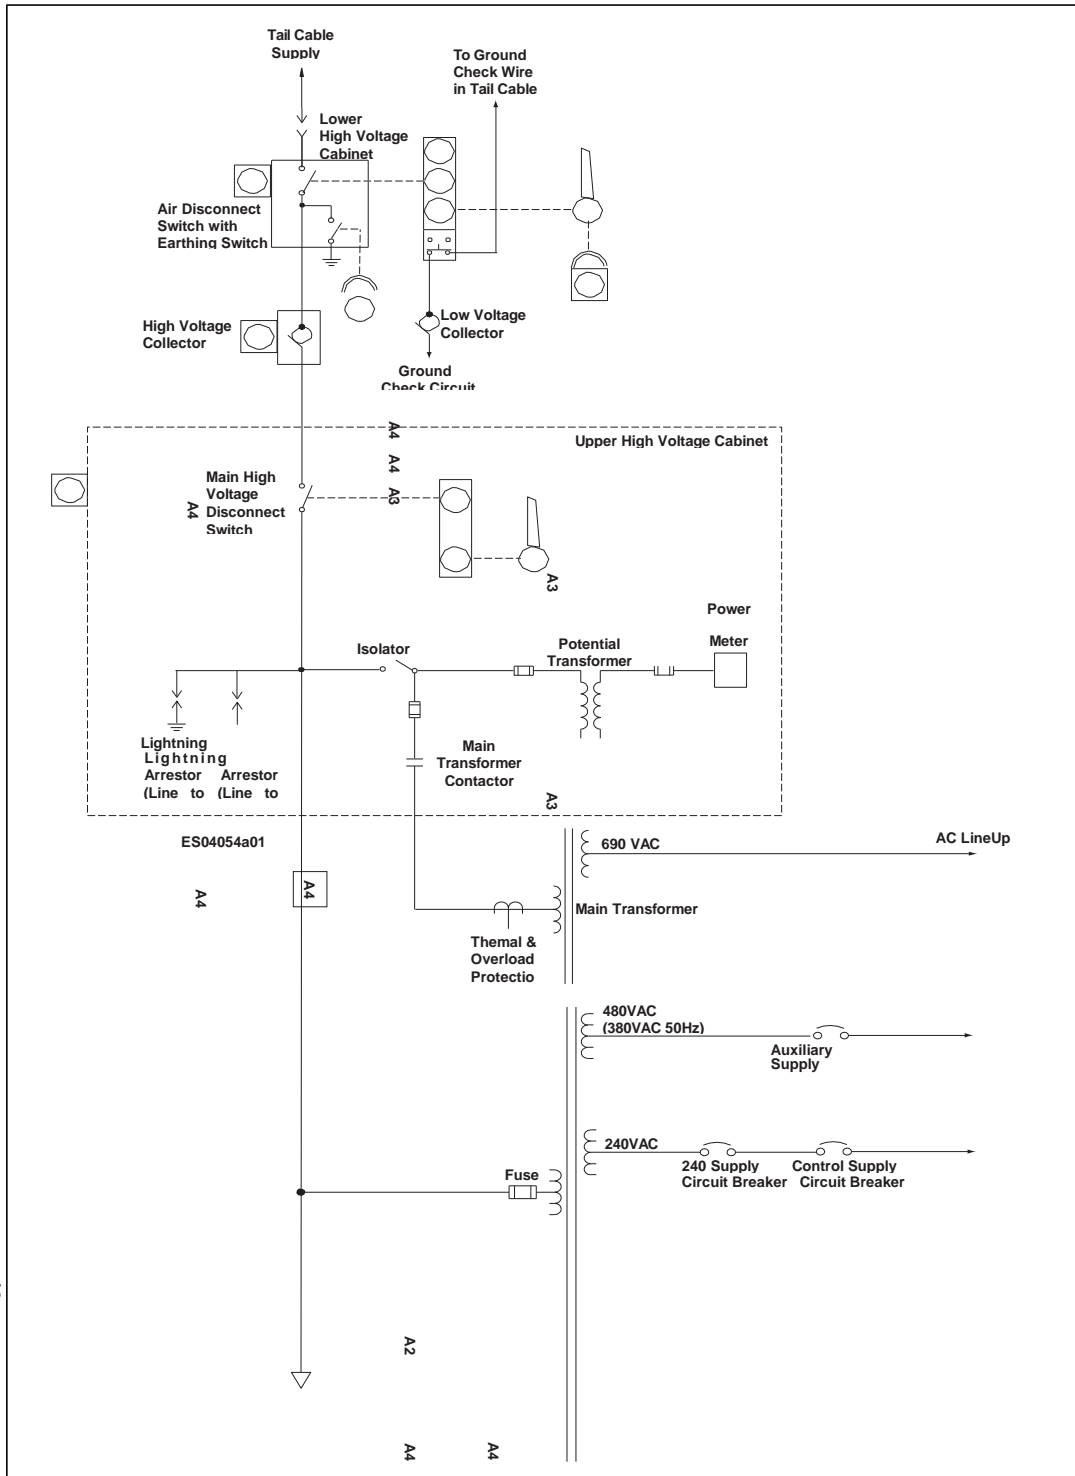 Tail Cable
Supply
To Ground
Check Wire
in Tail Cable
Lower
High Voltage
Cabinet
Air Disconnect
Switch with
Earthing Switch
High Voltage
Collector
Low Voltage
Collector
Ground
Check Circuit
A4
Upper High Voltage Cabinet
A4
Main High
Voltage
Disconnect
Switch
A3
A4
A3
Power
Meter
Isolator
Potential
Transformer
Lightning
Lightning
Arrestor Arrestor
(Line to (Line to
Main
Transformer
Contactor
A3
ES04054a01
690 VAC
AC LineUp
A4
A4
Main Transformer
Themal &
Overload
Protectio
480VAC
(380VAC 50Hz)
Auxiliary
Supply
240VAC
240 Supply
Circuit Breaker
Control Supply
Circuit Breaker
Fuse
A2
A4
A4